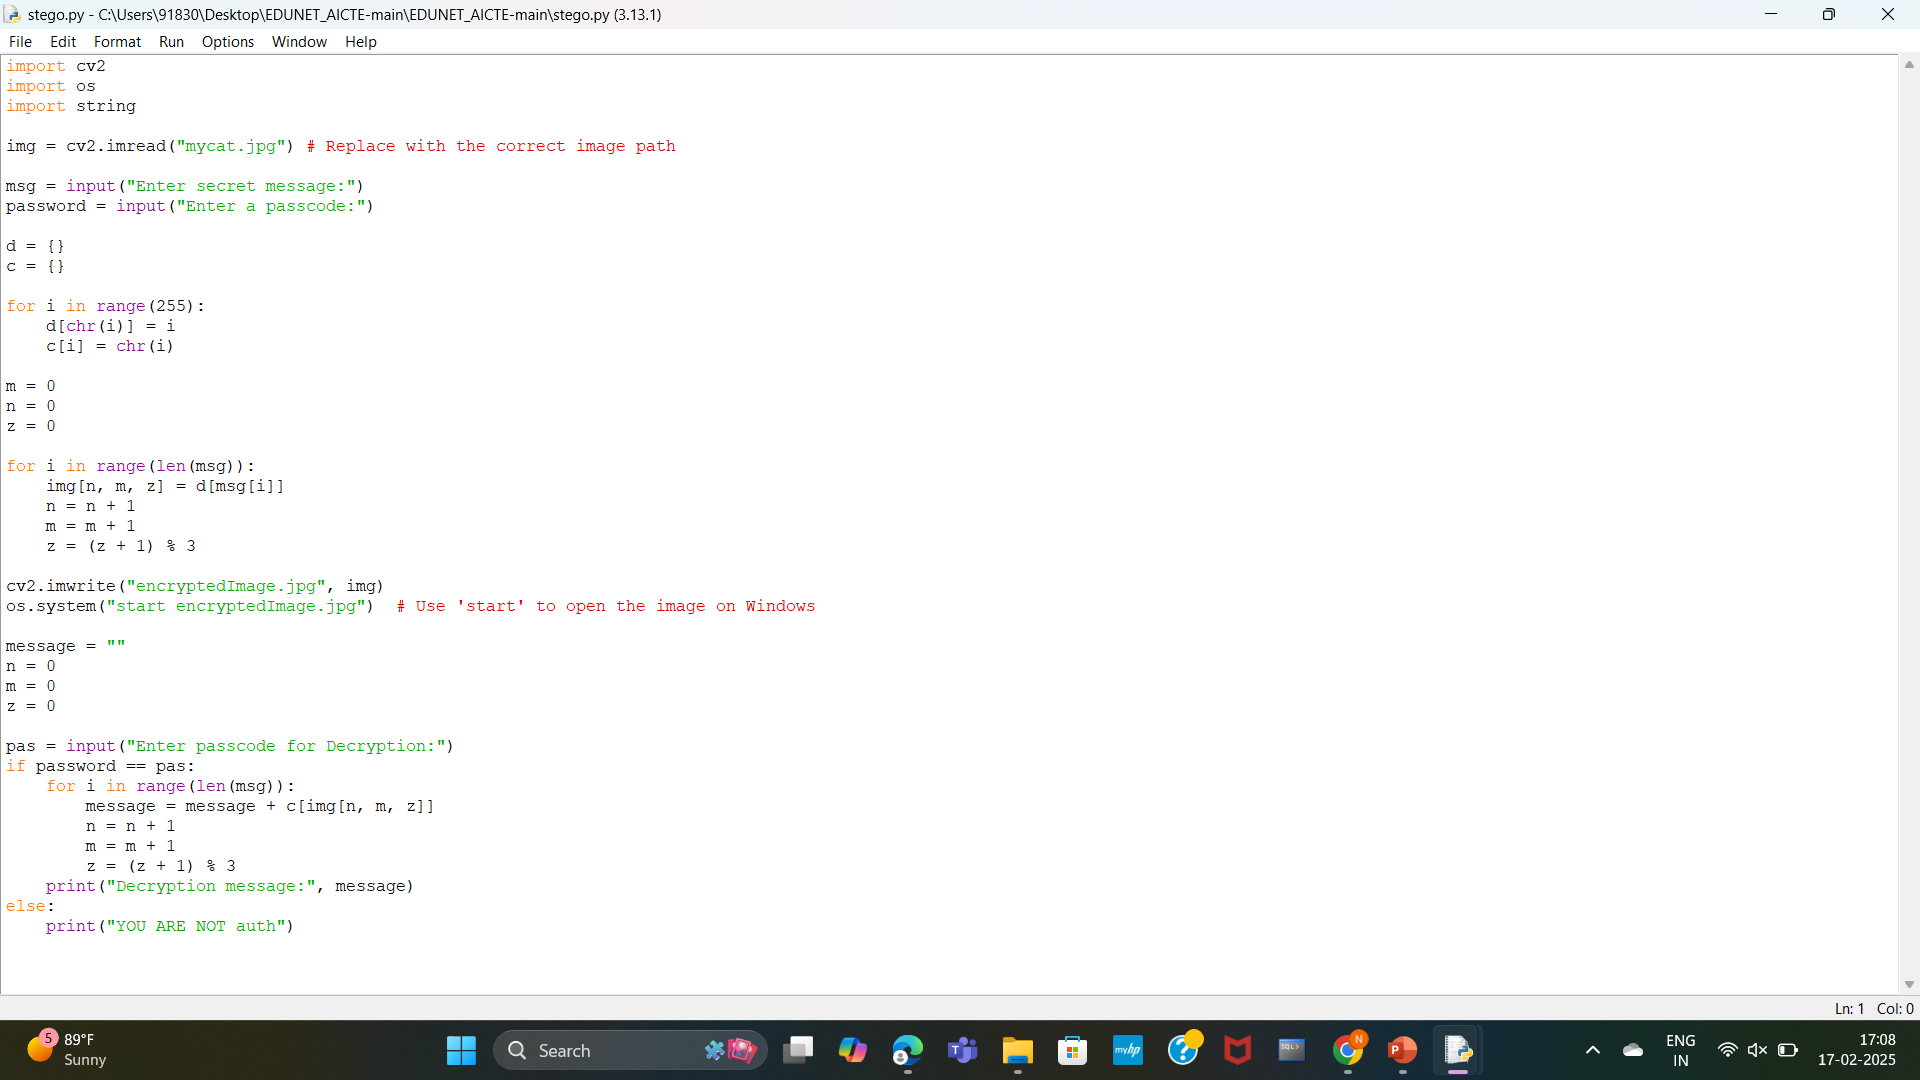 stego.py - C:\Users\91830\Desktop\EDUNET_AICTE-main\EDUNET_AICTE-main\stego.py (3.13.1)
File Edit Format Run Options Window Help
import cv2
import os
import string
img = cv2.imread("mycat.jpg") # Replace with the correct image path
msg = input("Enter secret message:")
password = input("Enter a passcode:")
d = {}
c = {}
for i in range(255):
    d[chr(i)] = i
    c[i] = chr(i)
m = 0
n = 0
z = 0
for i in range(len(msg)):
    img[n, m, z] = d[msg[i]]
    n = n + 1
    m = m + 1
    z = (z + 1) % 3
cv2.imwrite("encryptedImage.jpg", img)
os.system("start encryptedImage.jpg")  # Use 'start' to open the image on Windows
message = ""
n = 0
m = 0
z = 0
pas = input("Enter passcode for Decryption:")
if password == pas:
    for i in range(len(msg)):
        message = message + c[img[n, m, z]]
        n = n + 1
        m = m + 1
        z = (z + 1) % 3
    print("Decryption message:", message)
else:
    print("YOU ARE NOT auth")
Ln: 1 Col: 0
5 89°F
Sunny
Search
T
myhp
?
SQL>
N
P
ENG
IN
17:08
17-02-2025